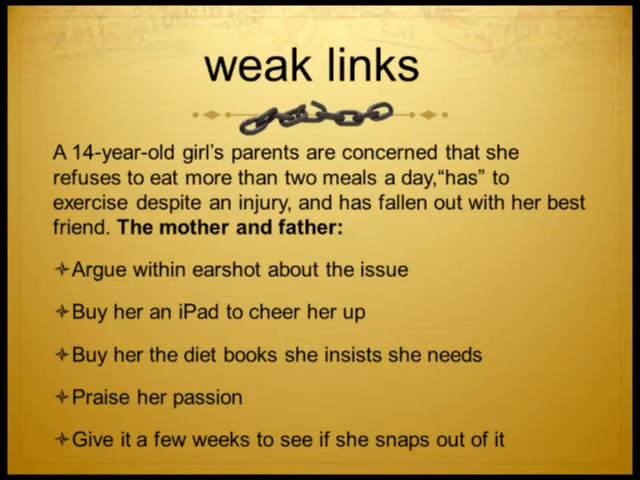 weak links
A 14-year-old girl's parents are concerned that she
refuses to eat more than two meals a day,“has” to
exercise despite an injury, and has fallen out with her best
friend. The mother and father:
Argue within earshot about the issue
Buy her an iPad to cheer her up
Buy her the diet books she insists she needs
Praise her passion
Give it a few weeks to see if she snaps out of it